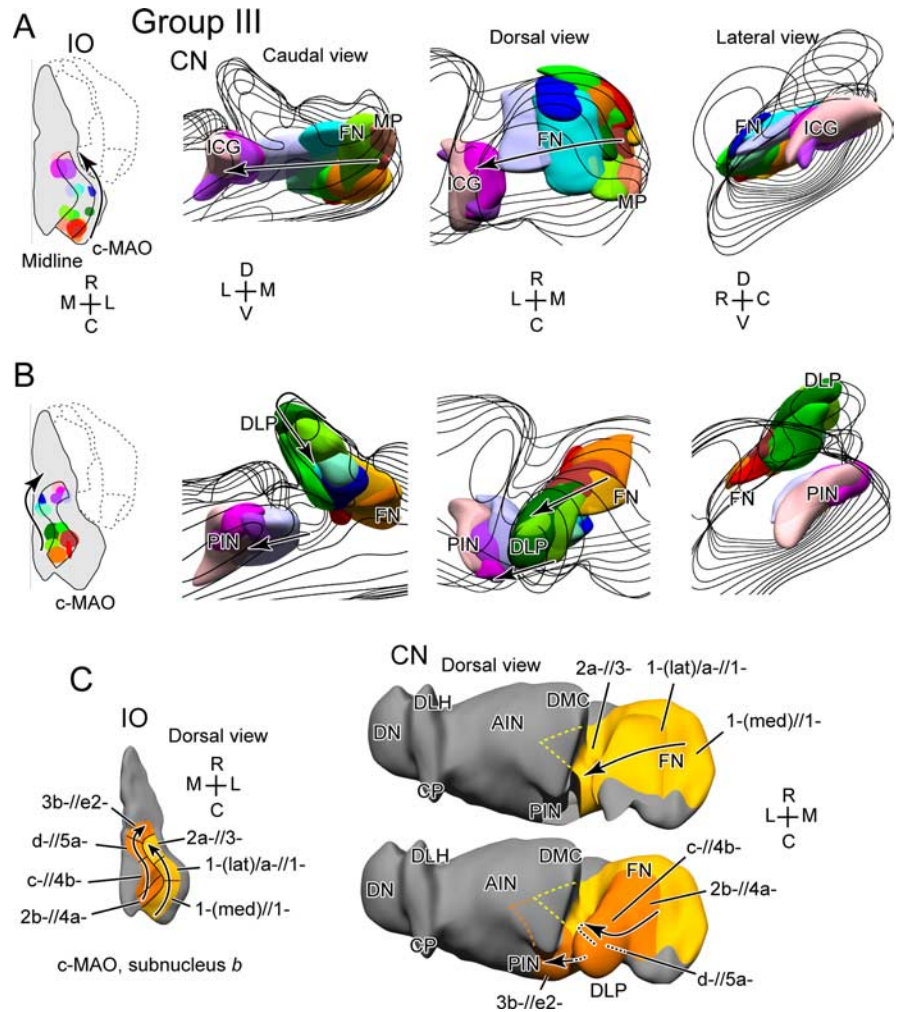 A
Group III
IO
CN
Caudal view
Dorsal view
Lateral view
ICG
FN
MP
FN
ICG
MP
FN
ICG
c-MAO
Midline
R
M L
C
D
L M
V
R
L M
C
D
R C
V
B
DLP
FN
PIN
FN
PIN
DLP
DLP
FN
PIN
c-MAO
C
IO
Dorsal view
R
M L
C
3b-//e2-
2a-//3-
d-//5a-
1-(lat)/a-//1-
c-//4b-
2b-//4a-
1-(med)//1-
c-MAO, subnucleus b
CN
Dorsal view
2a-//3-
1-(lat)/a-//1-
DLH
DMC
1-(med)//1-
DN
AIN
FN
CP
PIN
R
L M
C
DLH
DMC
FN
c-//4b-
DN
AIN
2b-//4a-
CP
PIN
d-//5a-
DLP
3b-//e2-